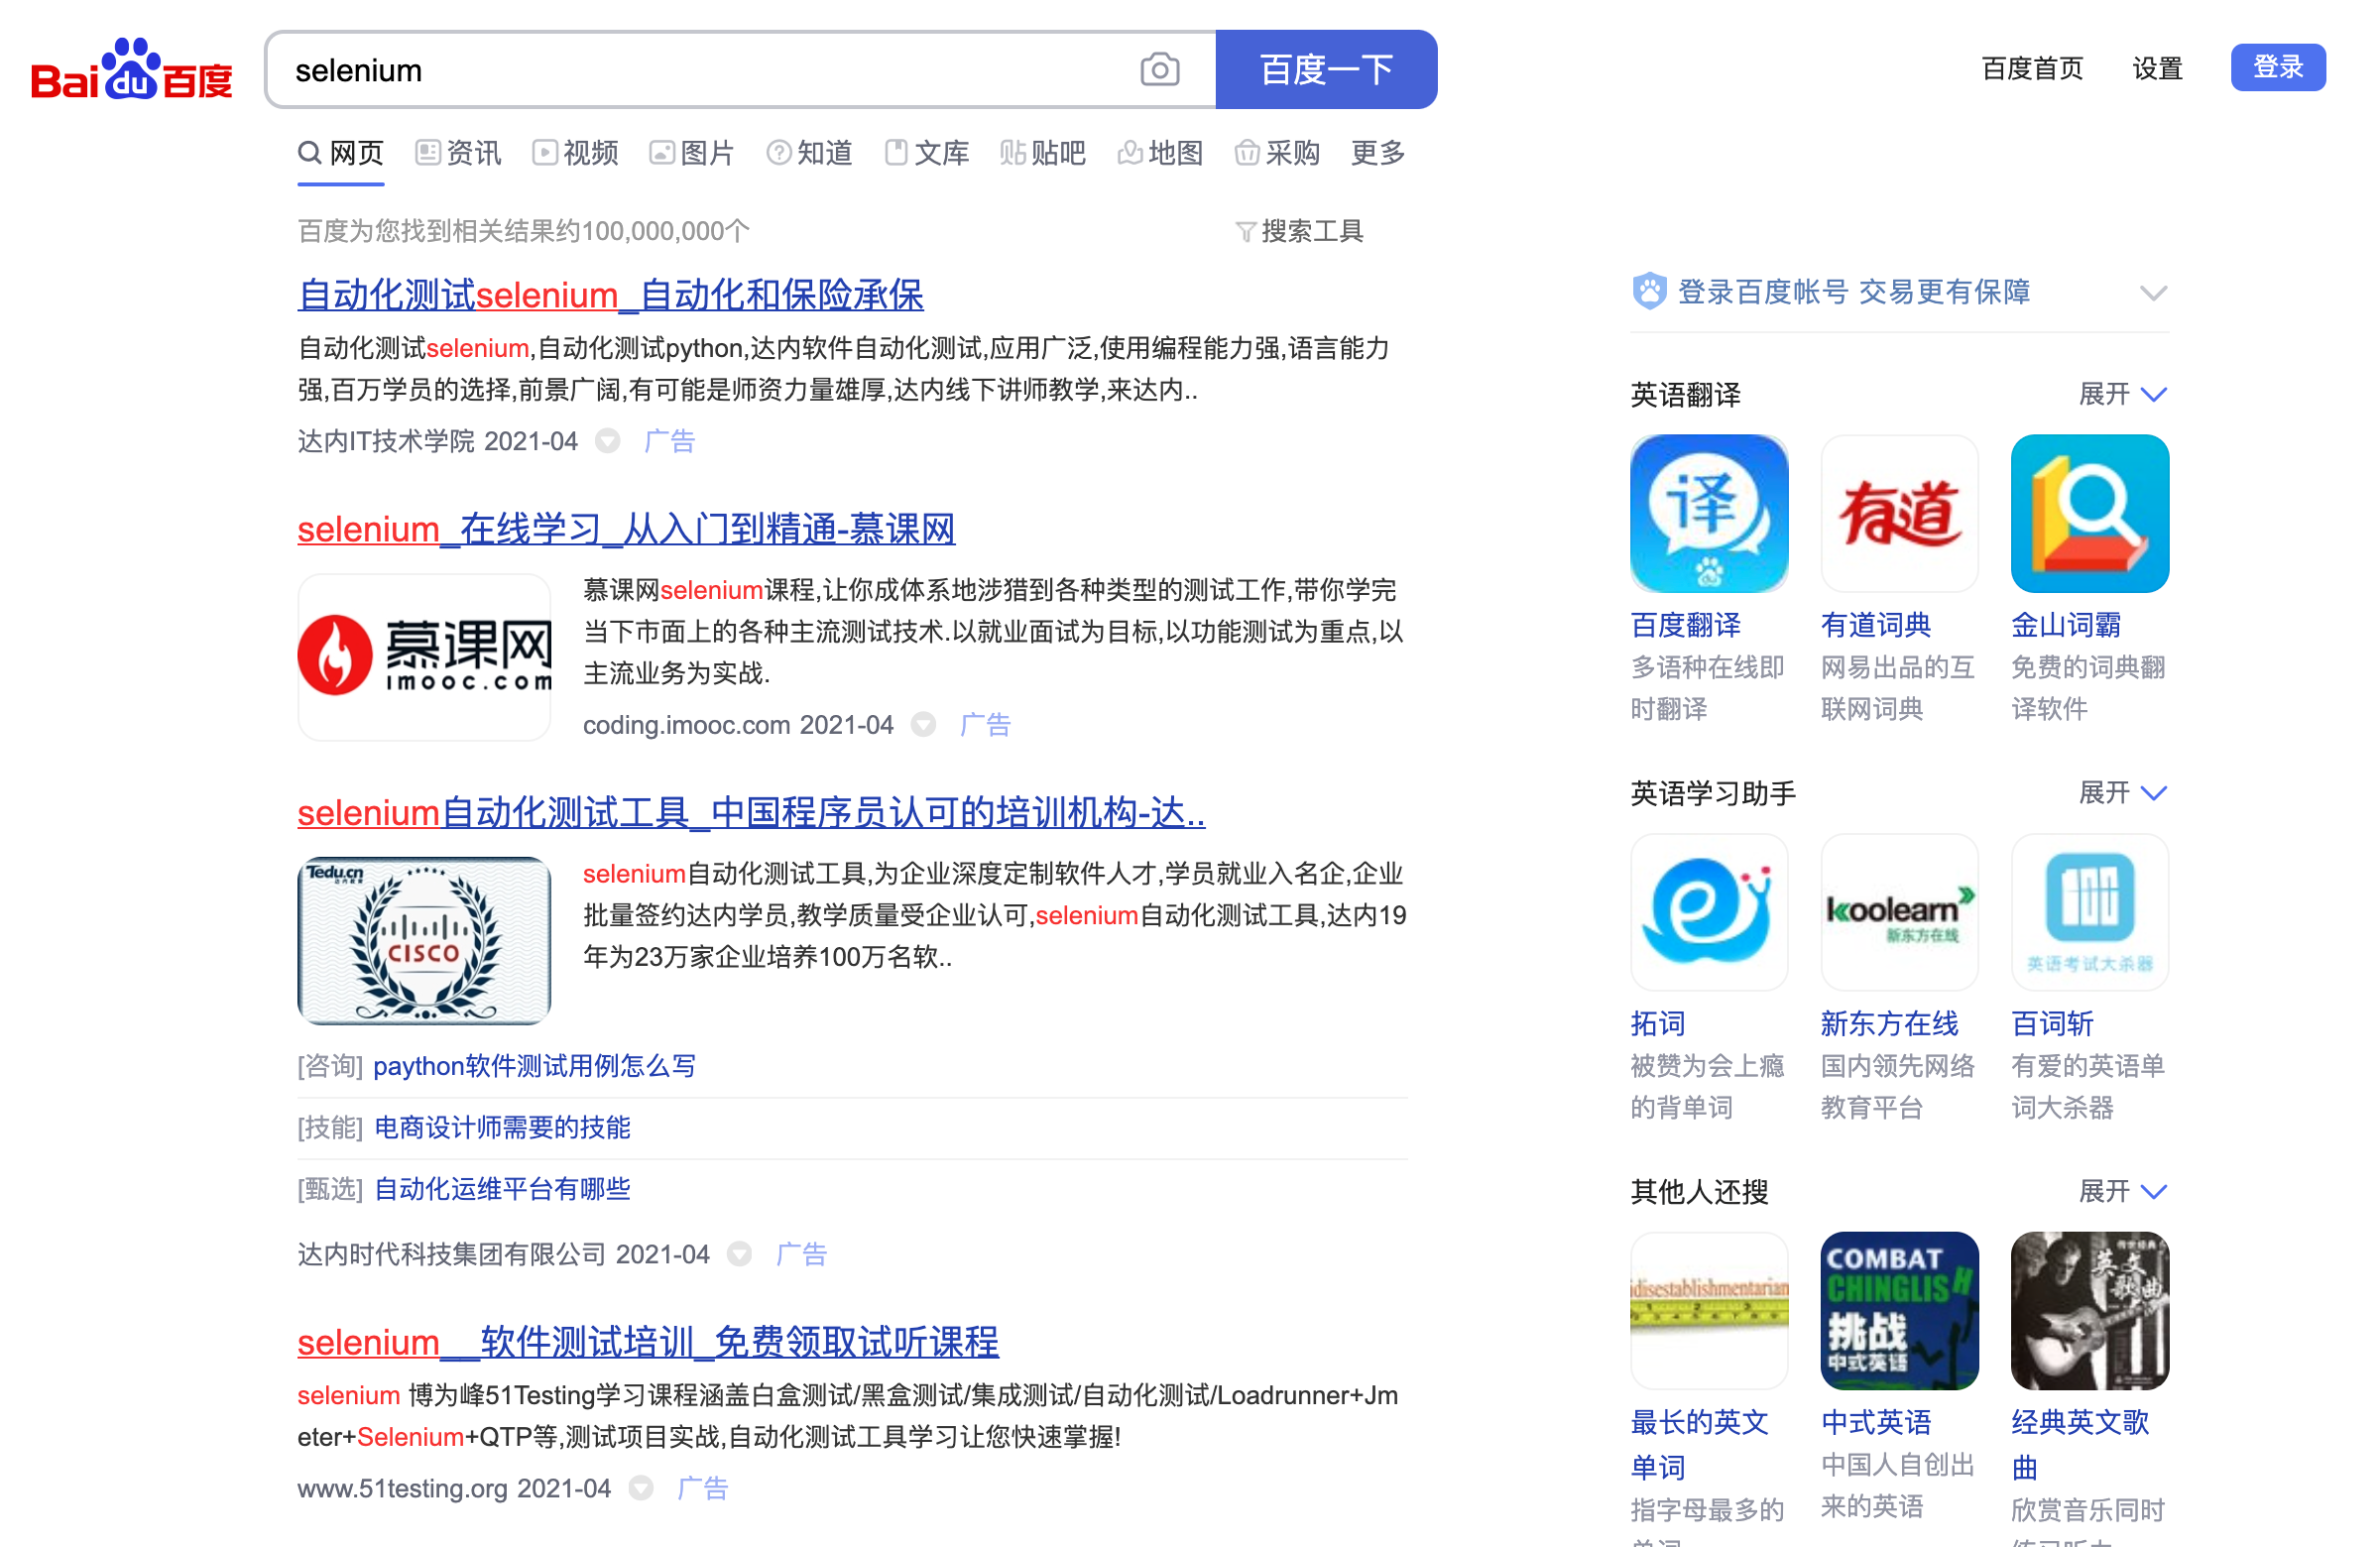 Bai du 百度
selenium
百度一下
百度首页 设置 登录
网页 资讯 视频 图片 知道 文库 贴吧 地图 采购 更多
百度为您找到相关结果约100,000,000个
搜索工具
自动化测试selenium_自动化和保险承保
自动化测试selenium,自动化测试python,达内软件自动化测试,应用广泛,使用编程能力强,语言能力
强,百万学员的选择,前景广阔,有可能是师资力量雄厚,达内线下讲师教学,来达内..
达内IT技术学院 2021-04 广告
selenium_在线学习_从入门到精通-慕课网
慕课网
imooc.com
慕课网selenium课程,让你成体系地涉猎到各种类型的测试工作,带你学完
当下市面上的各种主流测试技术.以就业面试为目标,以功能测试为重点,以
主流业务为实战.
coding.imooc.com 2021-04 广告
selenium自动化测试工具_中国程序员认可的培训机构-达..
Tedu.cn
达内教育
CISCO
selenium自动化测试工具,为企业深度定制软件人才,学员就业入名企,企业
批量签约达内学员,教学质量受企业认可,selenium自动化测试工具,达内19
年为23万家企业培养100万名软..
[咨询] paython软件测试用例怎么写
[技能] 电商设计师需要的技能
[甄选] 自动化运维平台有哪些
达内时代科技集团有限公司 2021-04 广告
selenium__软件测试培训_免费领取试听课程
selenium 博为峰51Testing学习课程涵盖白盒测试/黑盒测试/集成测试/自动化测试/Loadrunner+Jm
eter+Selenium+QTP等,测试项目实战,自动化测试工具学习让您快速掌握!
www.51testing.org 2021-04 广告
登录百度帐号 交易更有保障
英语翻译 展开
译
有道
百度翻译 有道词典 金山词霸
多语种在线即 网易出品的互 免费的词典翻
时翻译 联网词典 译软件
英语学习助手 展开
koolearn
新东方在线
英语考试大杀器
拓词 新东方在线 百词斩
被赞为会上瘾 国内领先网络 有爱的英语单
的背单词 教育平台 词大杀器
其他人还搜 展开
idisestablishmentarian
COMBAT
CHINGLISH
挑战
中式英语
英文
歌曲
最长的英文 中式英语 经典英文歌
单词 中国人自创出 曲
指字母最多的 来的英语 欣赏音乐同时